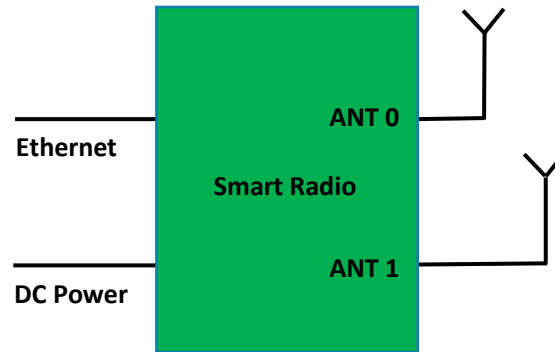 ANT 0
Ethernet
Smart Radio
ANT 1
DC Power